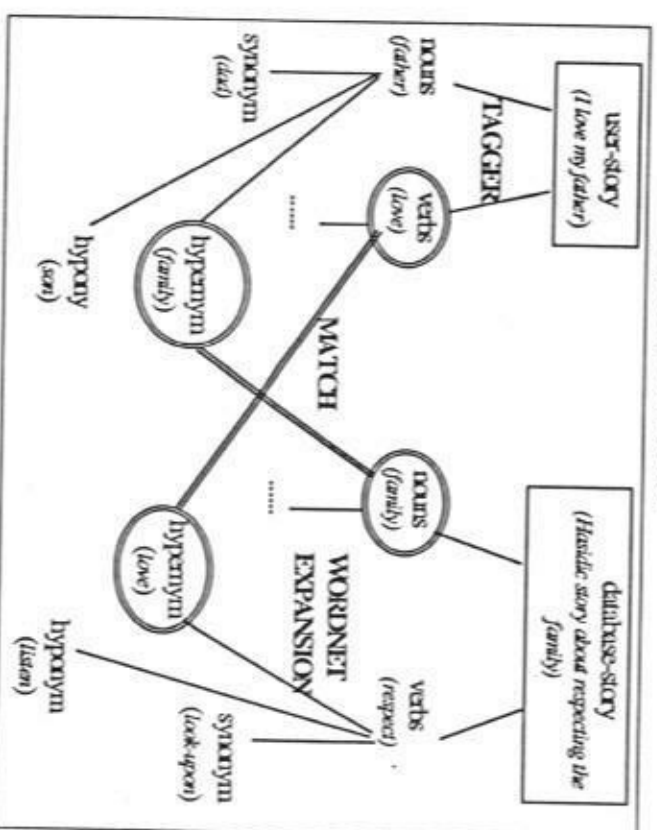 user-story
(I love my father)
database-story
(Hasidic story about respecting the
family)
TAGGER
nouns
(father)
verbs
(love)
nouns
(family)
verbs
(respect)
synonym
(dad)
......
MATCH
......
WORDNET
EXPANSION
synonym
(look-upon)
hypernym
(family)
hypernym
(love)
hypony
(son)
hyponym
(listen)